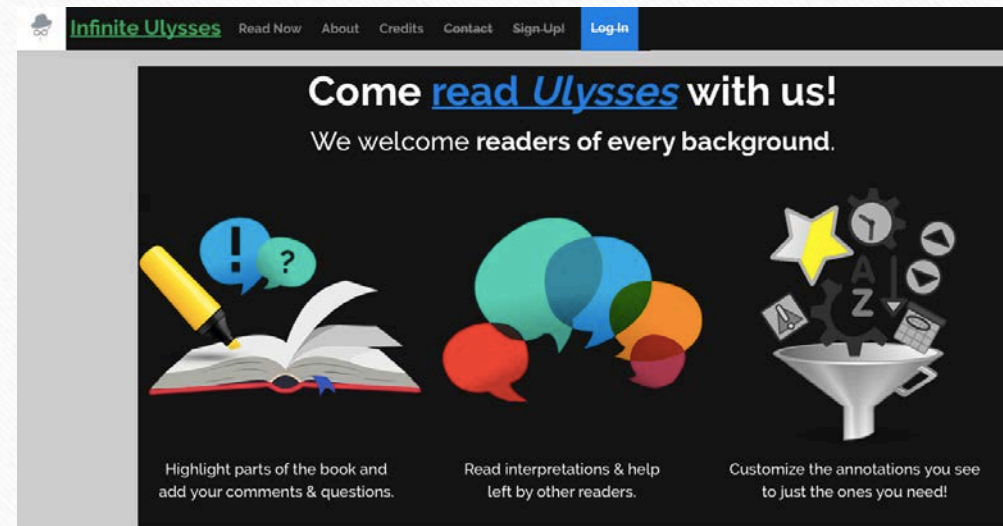 Infinite Ulysses Read Now About Credits Contact Sign Up! Log In
Come read Ulysses with us!
We welcome readers of every background.
! ?
A
Z
Highlight parts of the book and
add your comments & questions.
Read interpretations & help
left by other readers.
Customize the annotations you see
to just the ones you need!